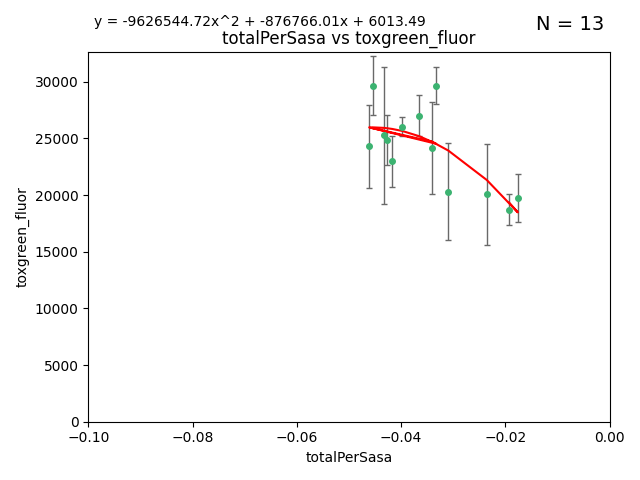 y = -9626544.72x^2 + -876766.01x + 6013.49
N = 13
totalPerSasa vs toxgreen_fluor
30000
25000
20000
15000
10000
5000
0
toxgreen_fluor
−0.10
−0.08
−0.06
−0.04
−0.02
0.00
totalPerSasa